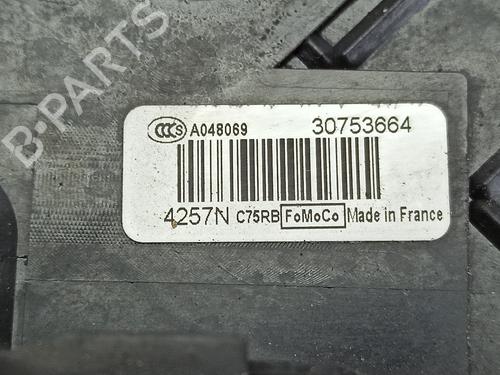 B-PARTS
CCC S A048069 30753664
4257N C75RB FoMoCo Made in France